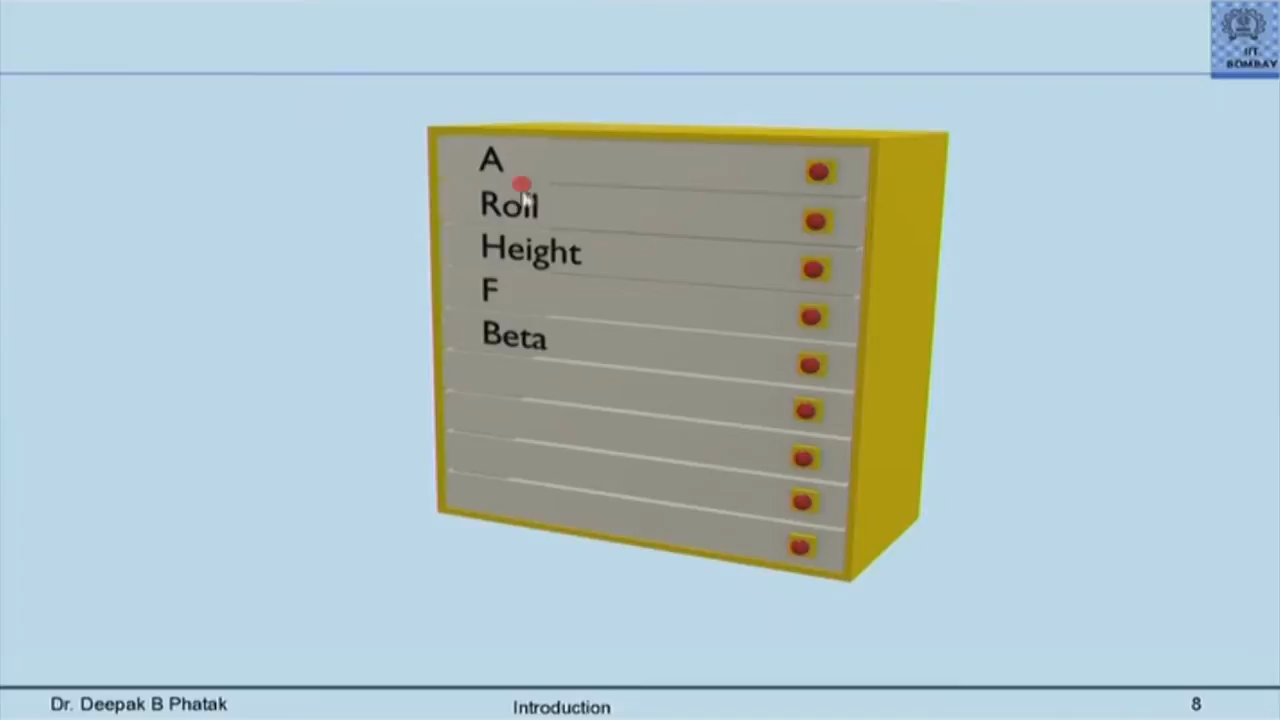 IIT
BOMBAY
A
Roll
Height
F
Beta
Dr. Deepak B Phatak
Introduction
8